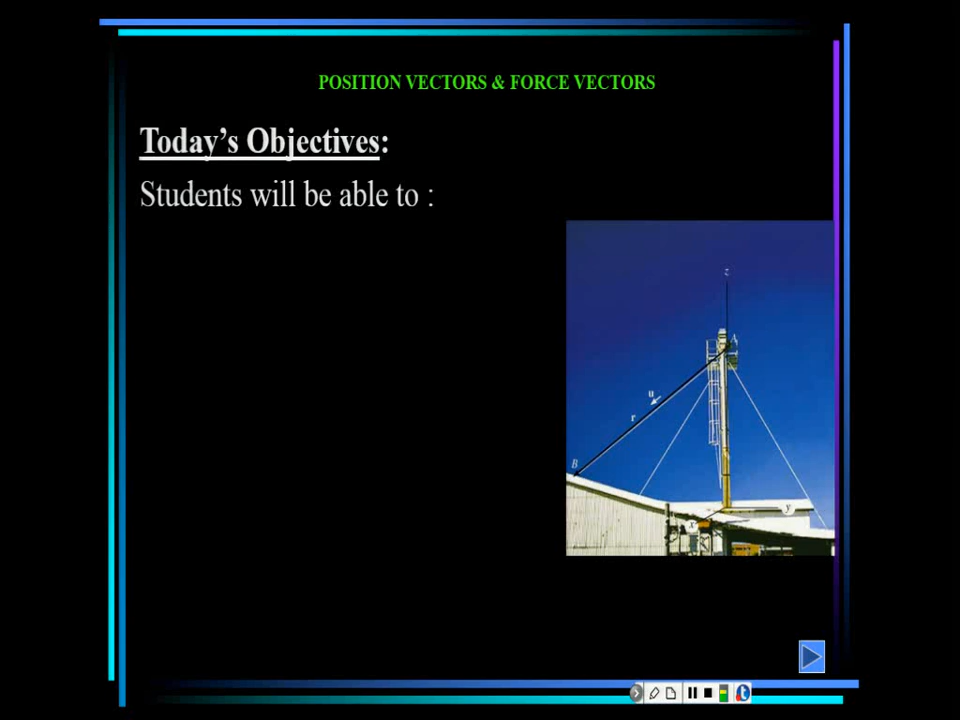 POSITION VECTORS & FORCE VECTORS
Today’s Objectives:
Students will be able to :
z
A
u
r
B
y
x